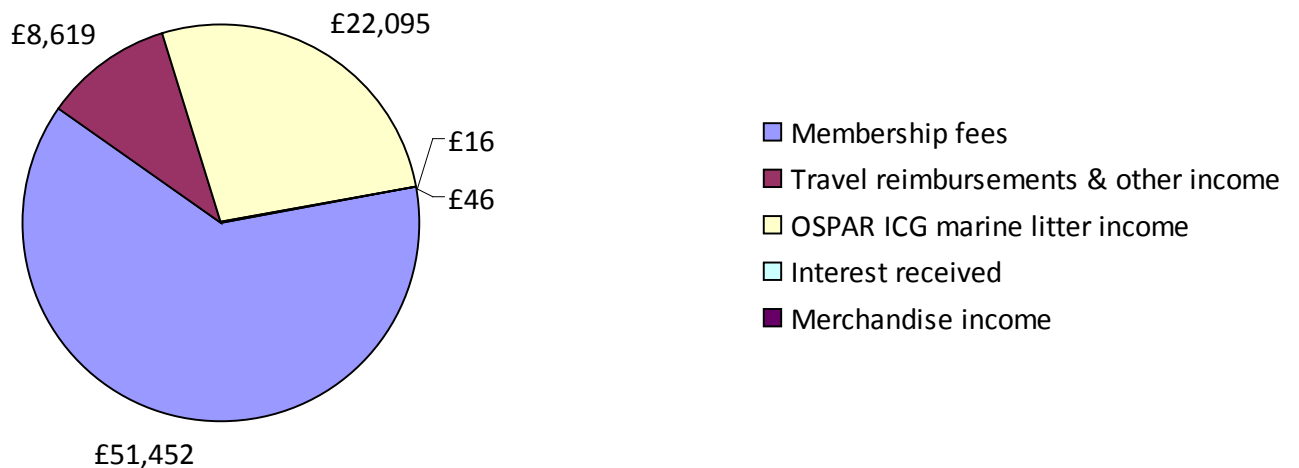 £8,619
£22,095
£16
£46
£51,452
Membership fees
Travel reimbursements & other income
OSPAR ICG marine litter income
Interest received
Merchandise income